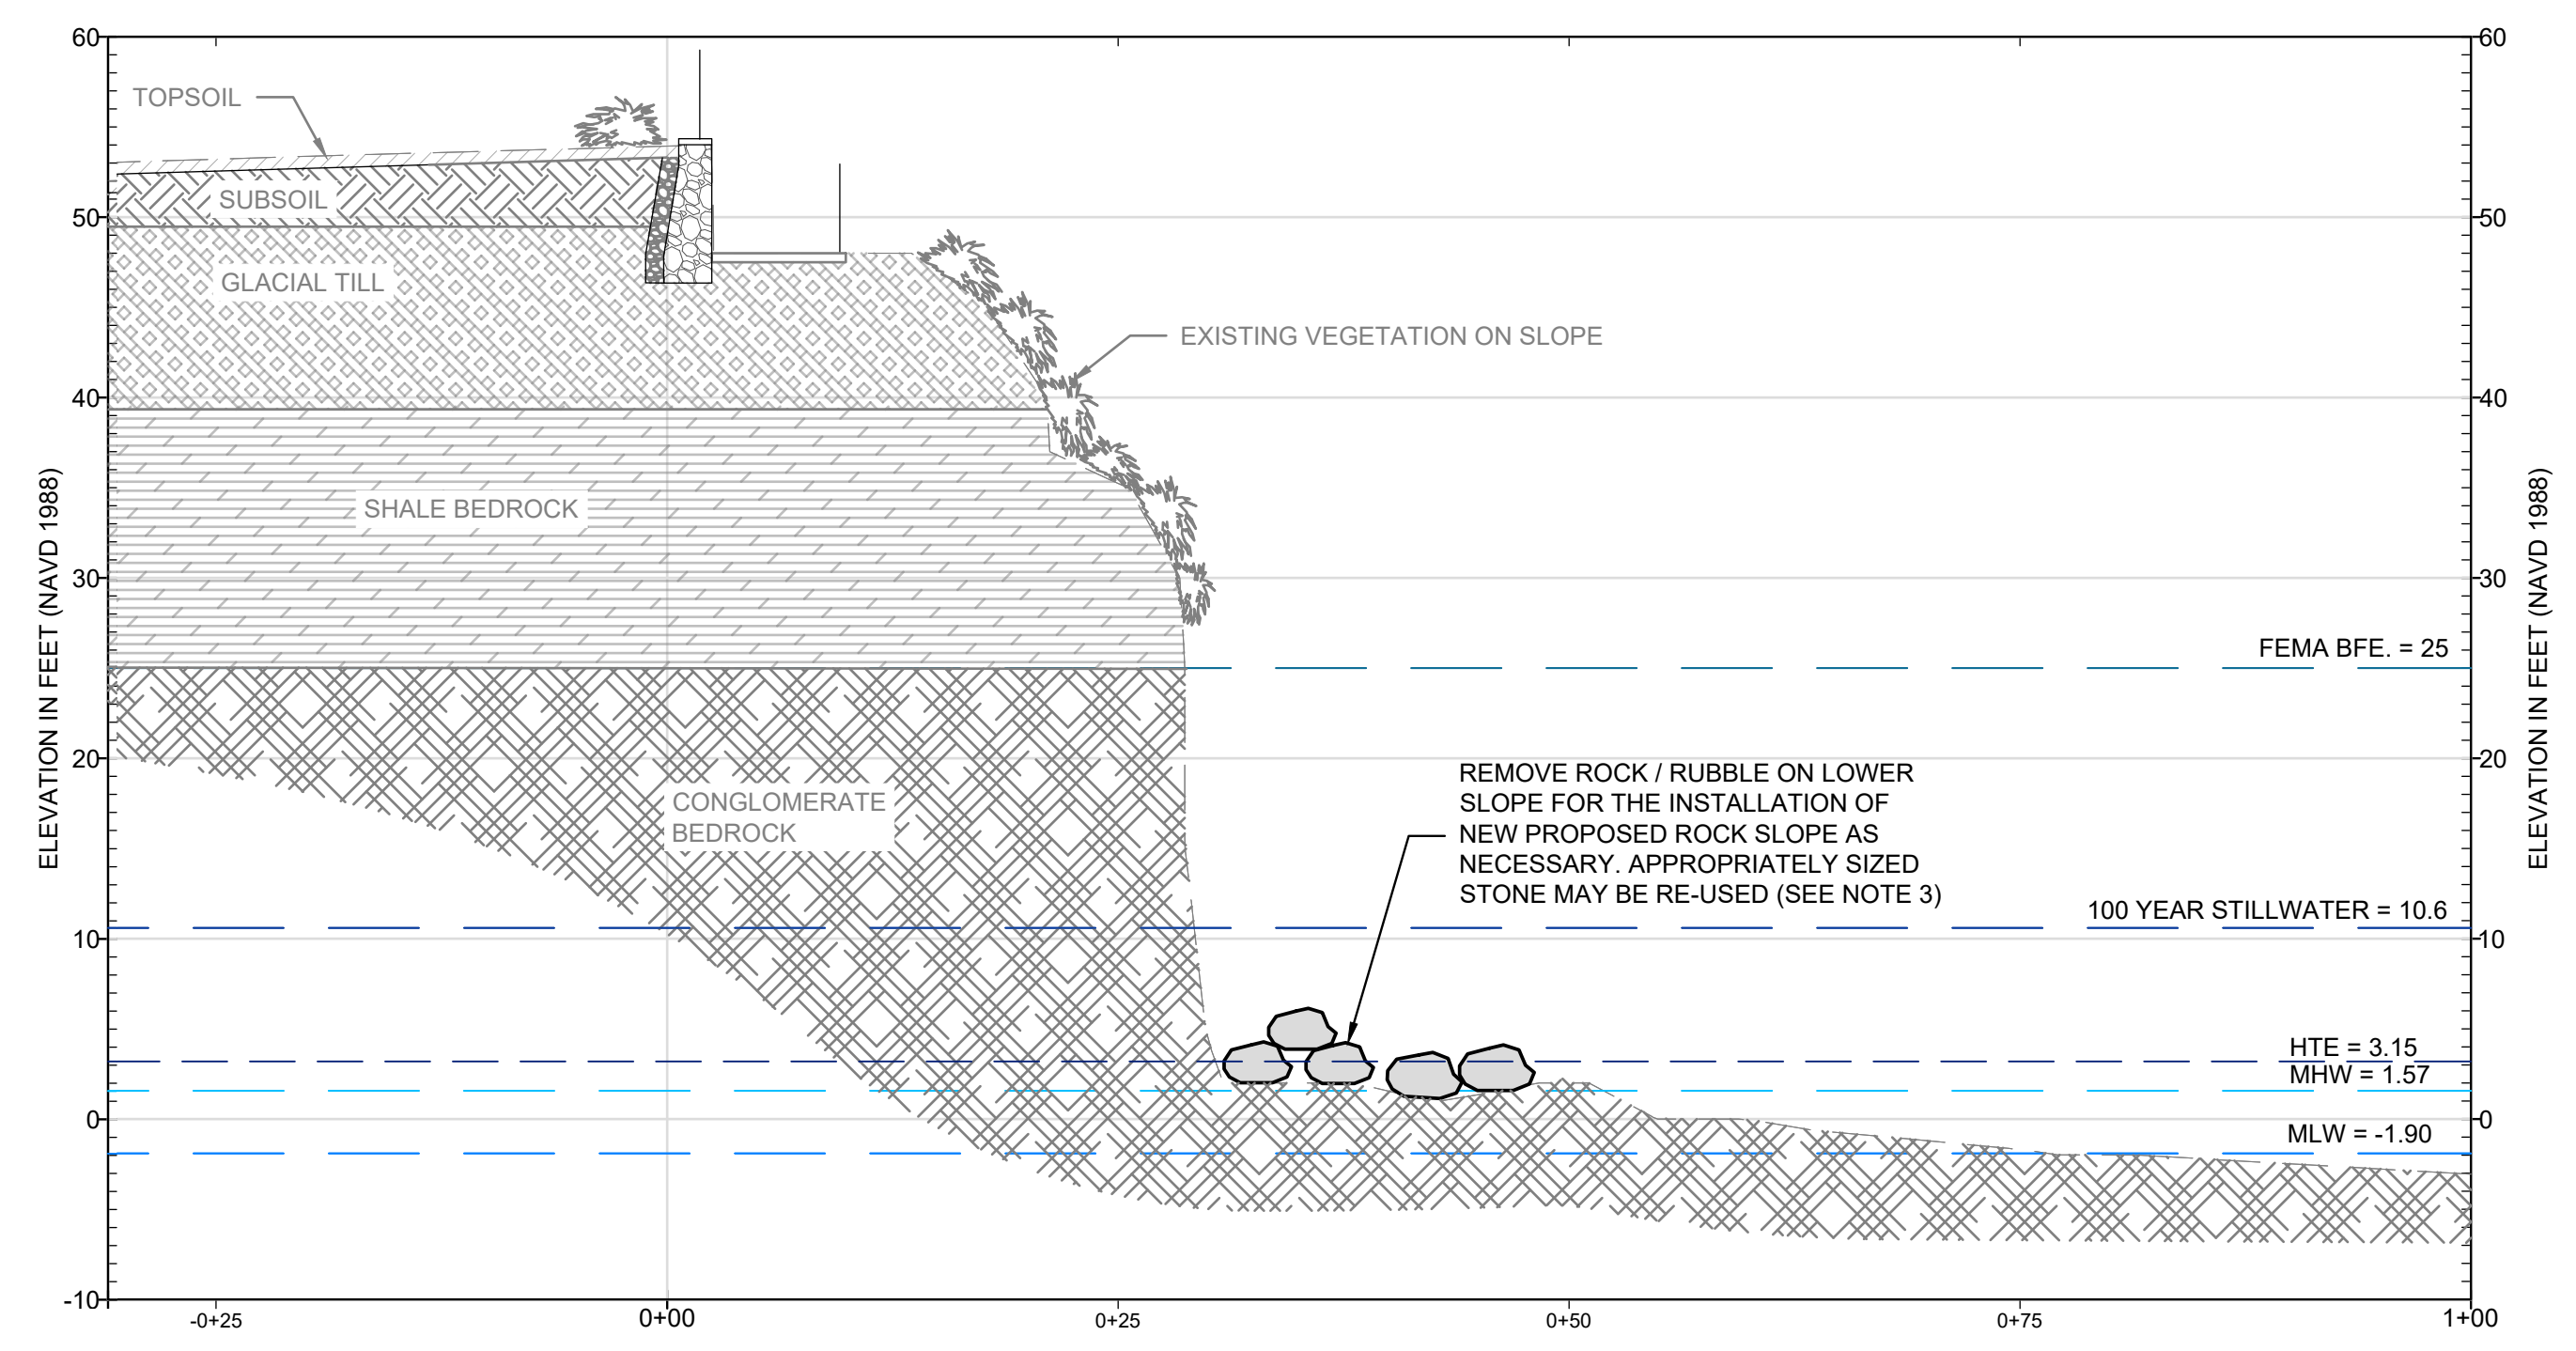 60
60
TOPSOIL
SUBSOIL
50
50
GLACIAL TILL
EXISTING VEGETATION ON SLOPE
40
40
ELEVATION IN FEET (NAVD 1988)
ELEVATION IN FEET (NAVD 1988)
SHALE BEDROCK
30
30
FEMA BFE. = 25
20
20
CONGLOMERATE
BEDROCK
REMOVE ROCK / RUBBLE ON LOWER
SLOPE FOR THE INSTALLATION OF
NEW PROPOSED ROCK SLOPE AS
NECESSARY. APPROPRIATELY SIZED
STONE MAY BE RE-USED (SEE NOTE 3)
100 YEAR STILLWATER = 10.6
10
10
HTE = 3.15
MHW = 1.57
0
0
MLW = -1.90
-10
-0+25
0+00
0+25
0+50
0+75
1+00